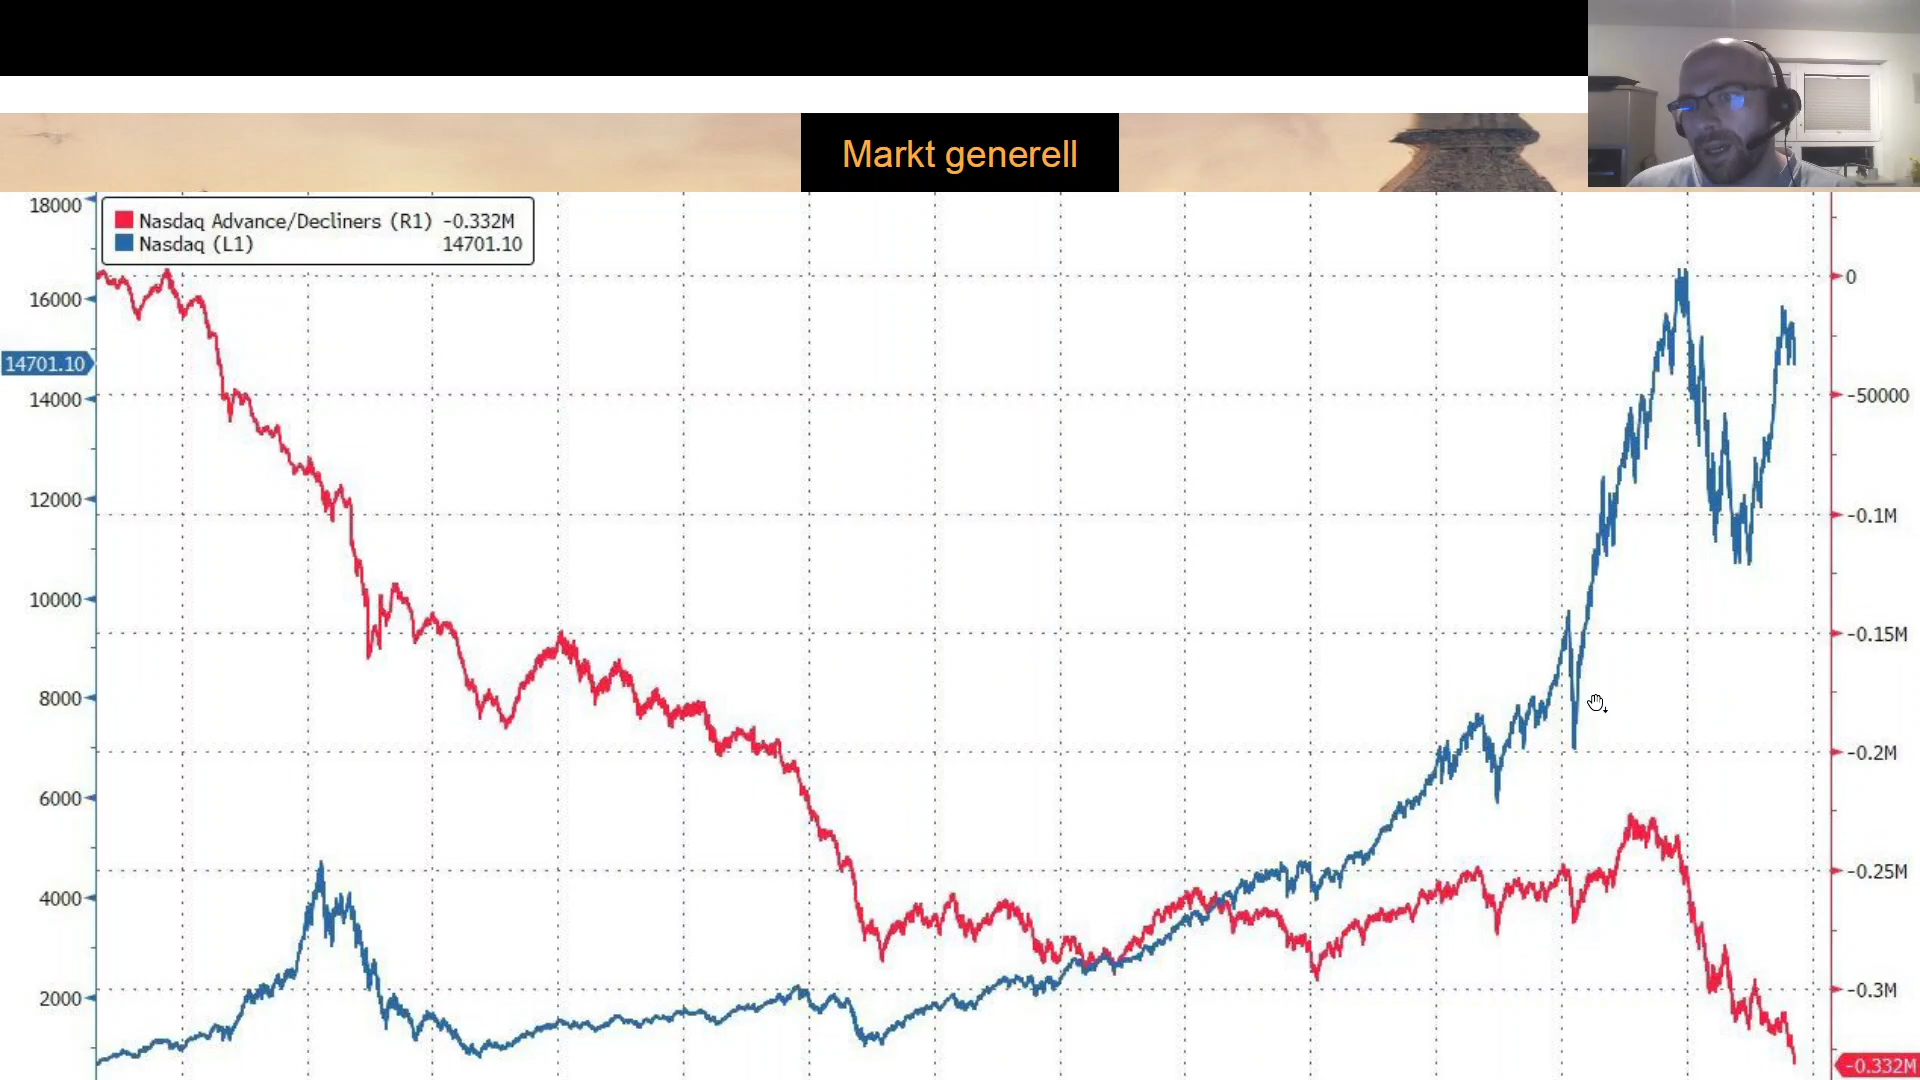 Markt generell
Nasdaq Advance/Decliners (R1) -0.332M
Nasdaq (L1) 14701.10
18000
16000
14701.10
14000
12000
10000
8000
6000
4000
2000
0
-50000
-0.1M
-0.15M
-0.2M
-0.25M
-0.3M
-0.332M